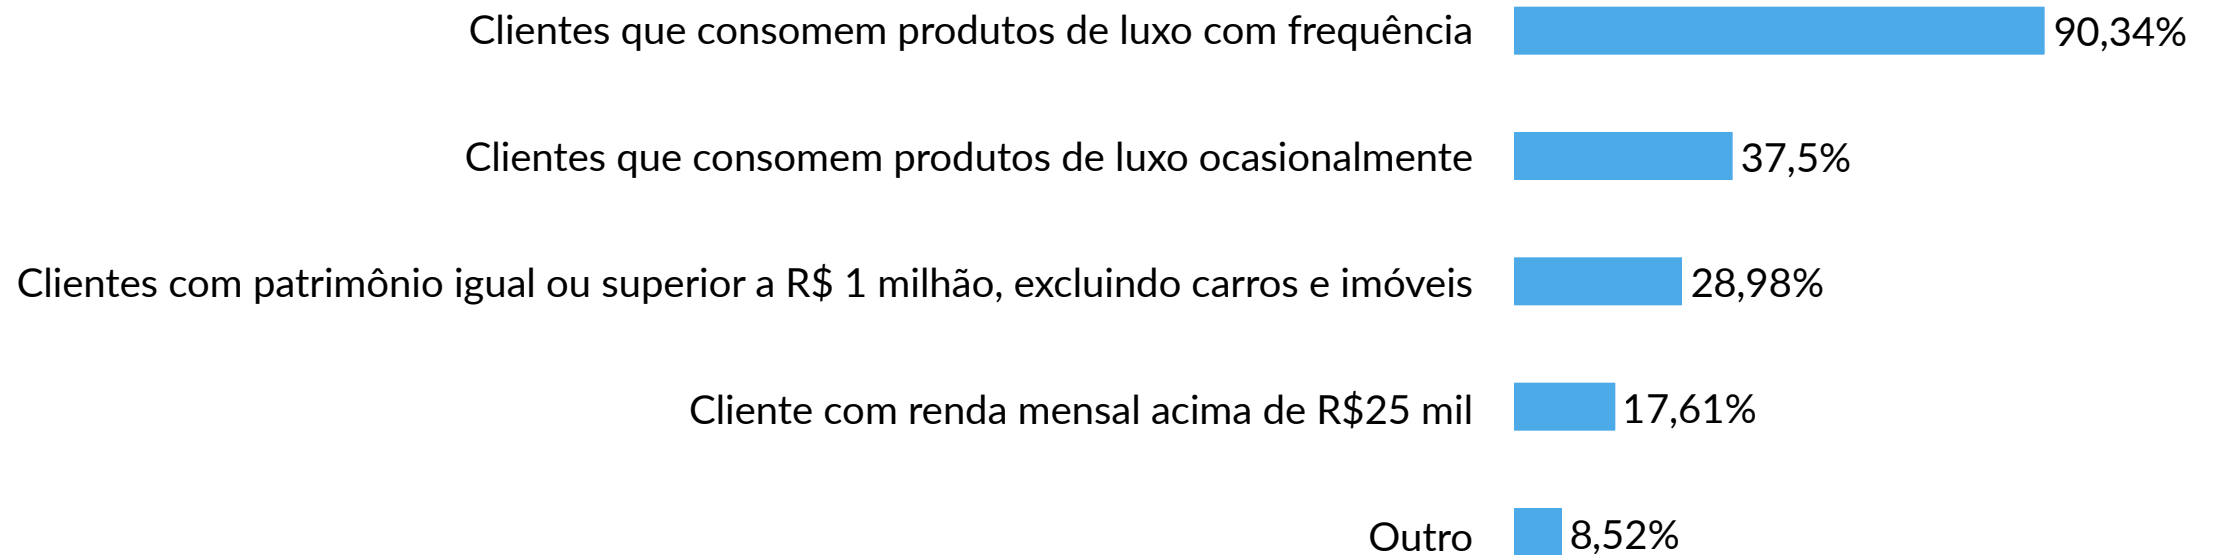 Clientes que consomem produtos de luxo com frequência 90,34%
Clientes que consomem produtos de luxo ocasionalmente 37,5%
Clientes com patrimônio igual ou superior a R$ 1 milhão, excluindo carros e imóveis 28,98%
Cliente com renda mensal acima de R$25 mil 17,61%
Outro 8,52%